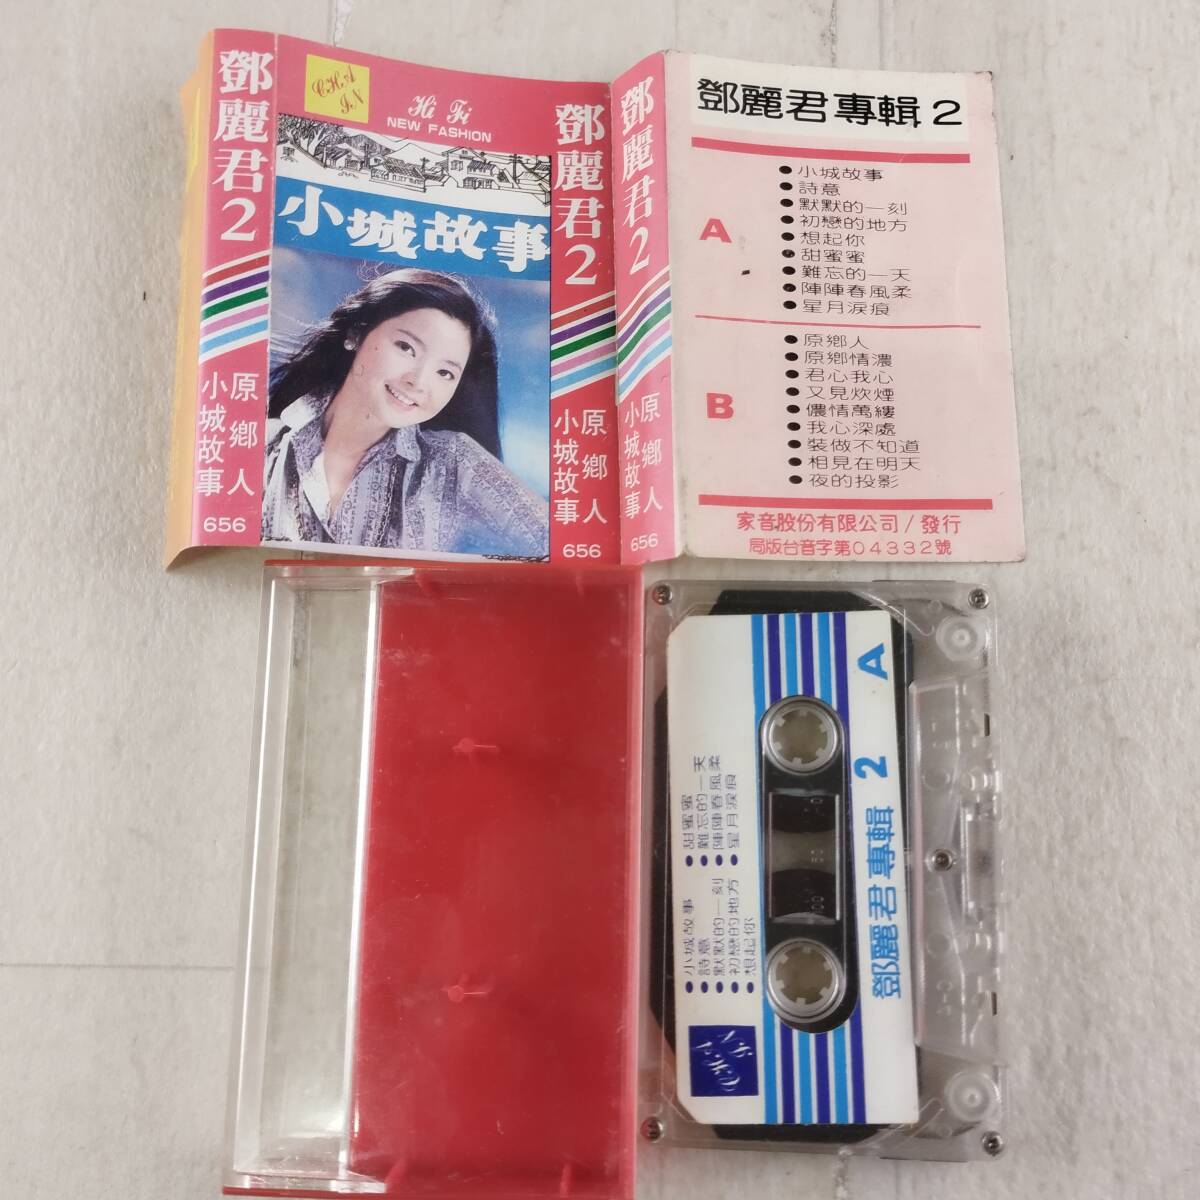 鄧麗君2
原鄉人
小城故事
656
CHA
IN
Hi Fi
NEW FASHION
小城故事
鄧麗君2
原鄉人
小城故事
656
鄧麗君2
原鄉人
小城故事
656
鄧麗君專輯2
A
●小城故事
●詩意
●默默的一刻
●初戀的地方
●想起你
●甜蜜蜜
●難忘的一天
●陣陣春風柔
●星月淚痕
B
●原鄉人
●原鄉情濃
●君心我心
●又見炊煙
●儂情萬縷
●我心深處
●裝做不知道
●相見在明天
●夜的投影
家音股份有限公司/發行
局版台音字第04332號
鄧麗君專輯 2 A
●小城故事
●詩意
●默默的一刻
●初戀的地方
●想起你
●甜蜜蜜
●難忘的一天
●陣陣春風柔
●星月淚痕
100
50